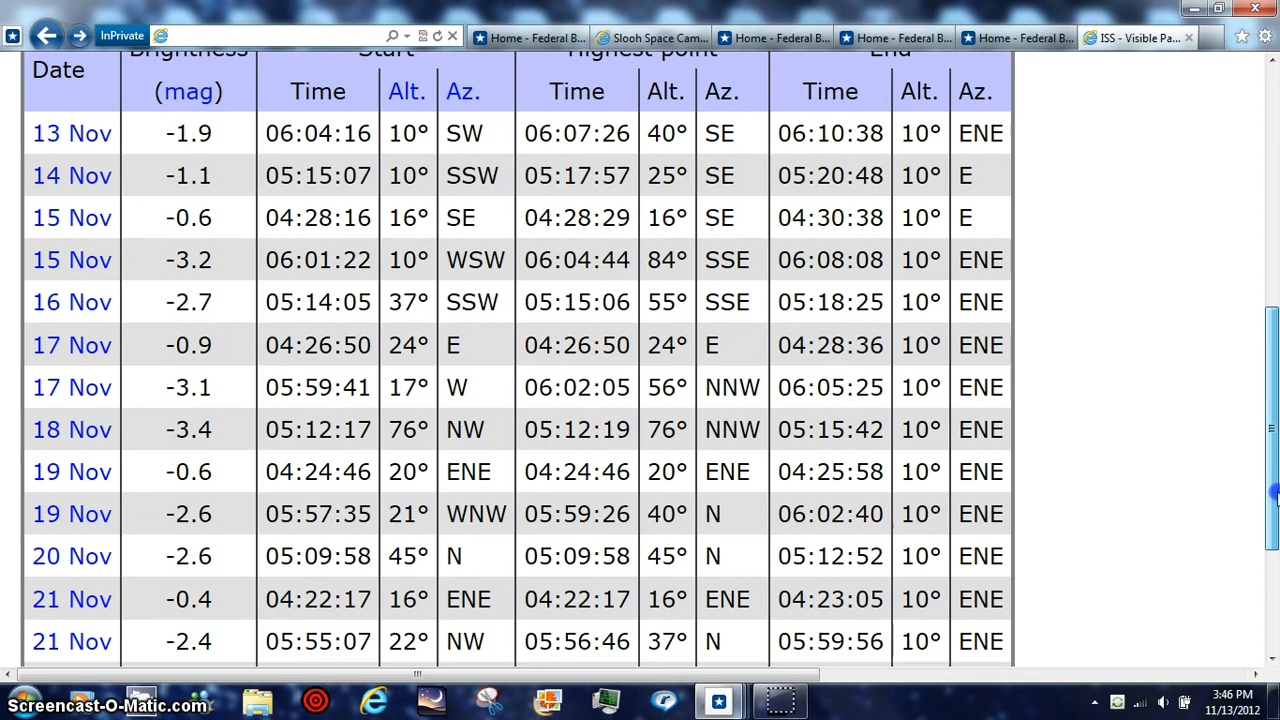 InPrivate
Home - Federal B... Slooh Space Cam... Home - Federal B... Home - Federal B... Home - Federal B... ISS - Visible Pa...
Date Brightness Start Highest point End
(mag) Time Alt. Az. Time Alt. Az. Time Alt. Az.
13 Nov -1.9 06:04:16 10° SW 06:07:26 40° SE 06:10:38 10° ENE
14 Nov -1.1 05:15:07 10° SSW 05:17:57 25° SE 05:20:48 10° E
15 Nov -0.6 04:28:16 16° SE 04:28:29 16° SE 04:30:38 10° E
15 Nov -3.2 06:01:22 10° WSW 06:04:44 84° SSE 06:08:08 10° ENE
16 Nov -2.7 05:14:05 37° SSW 05:15:06 55° SSE 05:18:25 10° ENE
17 Nov -0.9 04:26:50 24° E 04:26:50 24° E 04:28:36 10° ENE
17 Nov -3.1 05:59:41 17° W 06:02:05 56° NNW 06:05:25 10° ENE
18 Nov -3.4 05:12:17 76° NW 05:12:19 76° NNW 05:15:42 10° ENE
19 Nov -0.6 04:24:46 20° ENE 04:24:46 20° ENE 04:25:58 10° ENE
19 Nov -2.6 05:57:35 21° WNW 05:59:26 40° N 06:02:40 10° ENE
20 Nov -2.6 05:09:58 45° N 05:09:58 45° N 05:12:52 10° ENE
21 Nov -0.4 04:22:17 16° ENE 04:22:17 16° ENE 04:23:05 10° ENE
21 Nov -2.4 05:55:07 22° NW 05:56:46 37° N 05:59:56 10° ENE
3:46 PM
11/13/2012
Screencast-O-Matic.com